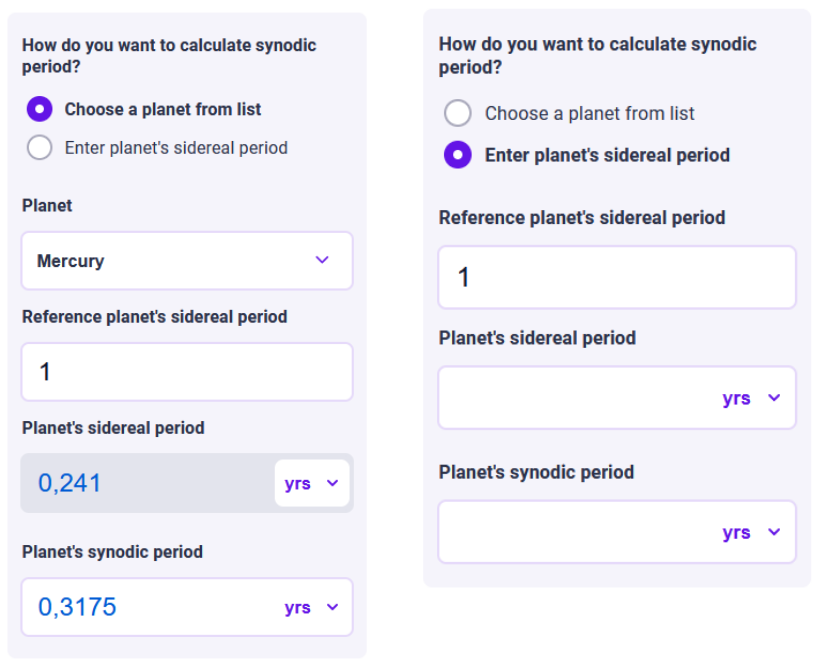 How do you want to calculate synodic
period?
Choose a planet from list
Enter planet's sidereal period
Planet
Mercury
Reference planet's sidereal period
1
Planet's sidereal period
0,241 yrs
Planet's synodic period
0,3175 yrs
How do you want to calculate synodic
period?
Choose a planet from list
Enter planet's sidereal period
Reference planet's sidereal period
1
Planet's sidereal period
yrs
Planet's synodic period
yrs